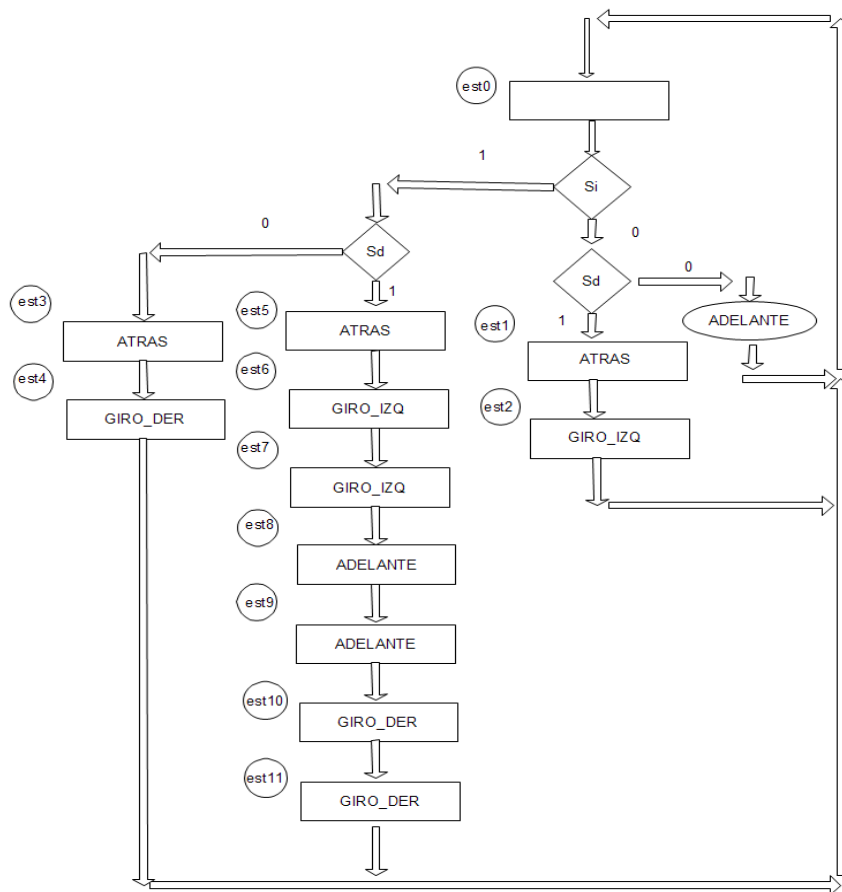 est0
1
Si
0
Sd
0
Sd
0
1
est3
est5
est1
1
ADELANTE
ATRAS
ATRAS
ATRAS
est4
est6
est2
GIRO_DER
GIRO_IZQ
GIRO_IZQ
est7
GIRO_IZQ
est8
ADELANTE
est9
ADELANTE
est10
GIRO_DER
est11
GIRO_DER